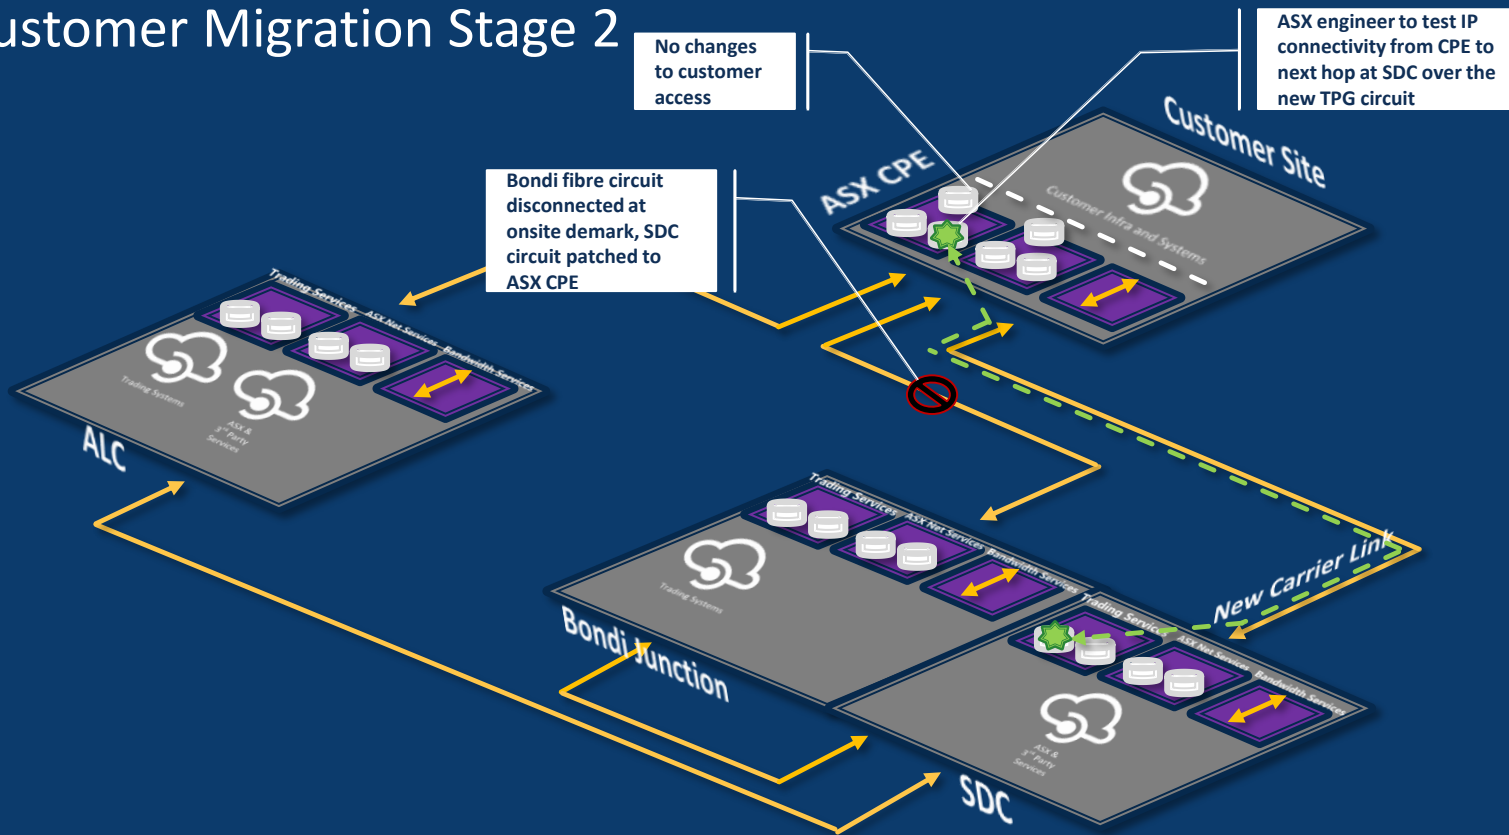 ustomer Migration Stage 2
No changes
to customer
access
ASX engineer to test IP
connectivity from CPE to
next hop at SDC over the
new TPG circuit
Bondi fibre circuit
disconnected at
onsite demark, SDC
circuit patched to
ASX CPE
ASX CPE
Customer Site
Customer Infra and Systems
Trading Services
ASX Net Services
Bandwidth Services
Trading Systems
ASX &
3rd Party
Services
ALC
Trading Services
ASX Net Services
Bandwidth Services
Trading Systems
Bondi Junction
New Carrier Link
Trading Services
ASX Net Services
Bandwidth Services
ASX &
3rd Party
Services
SDC